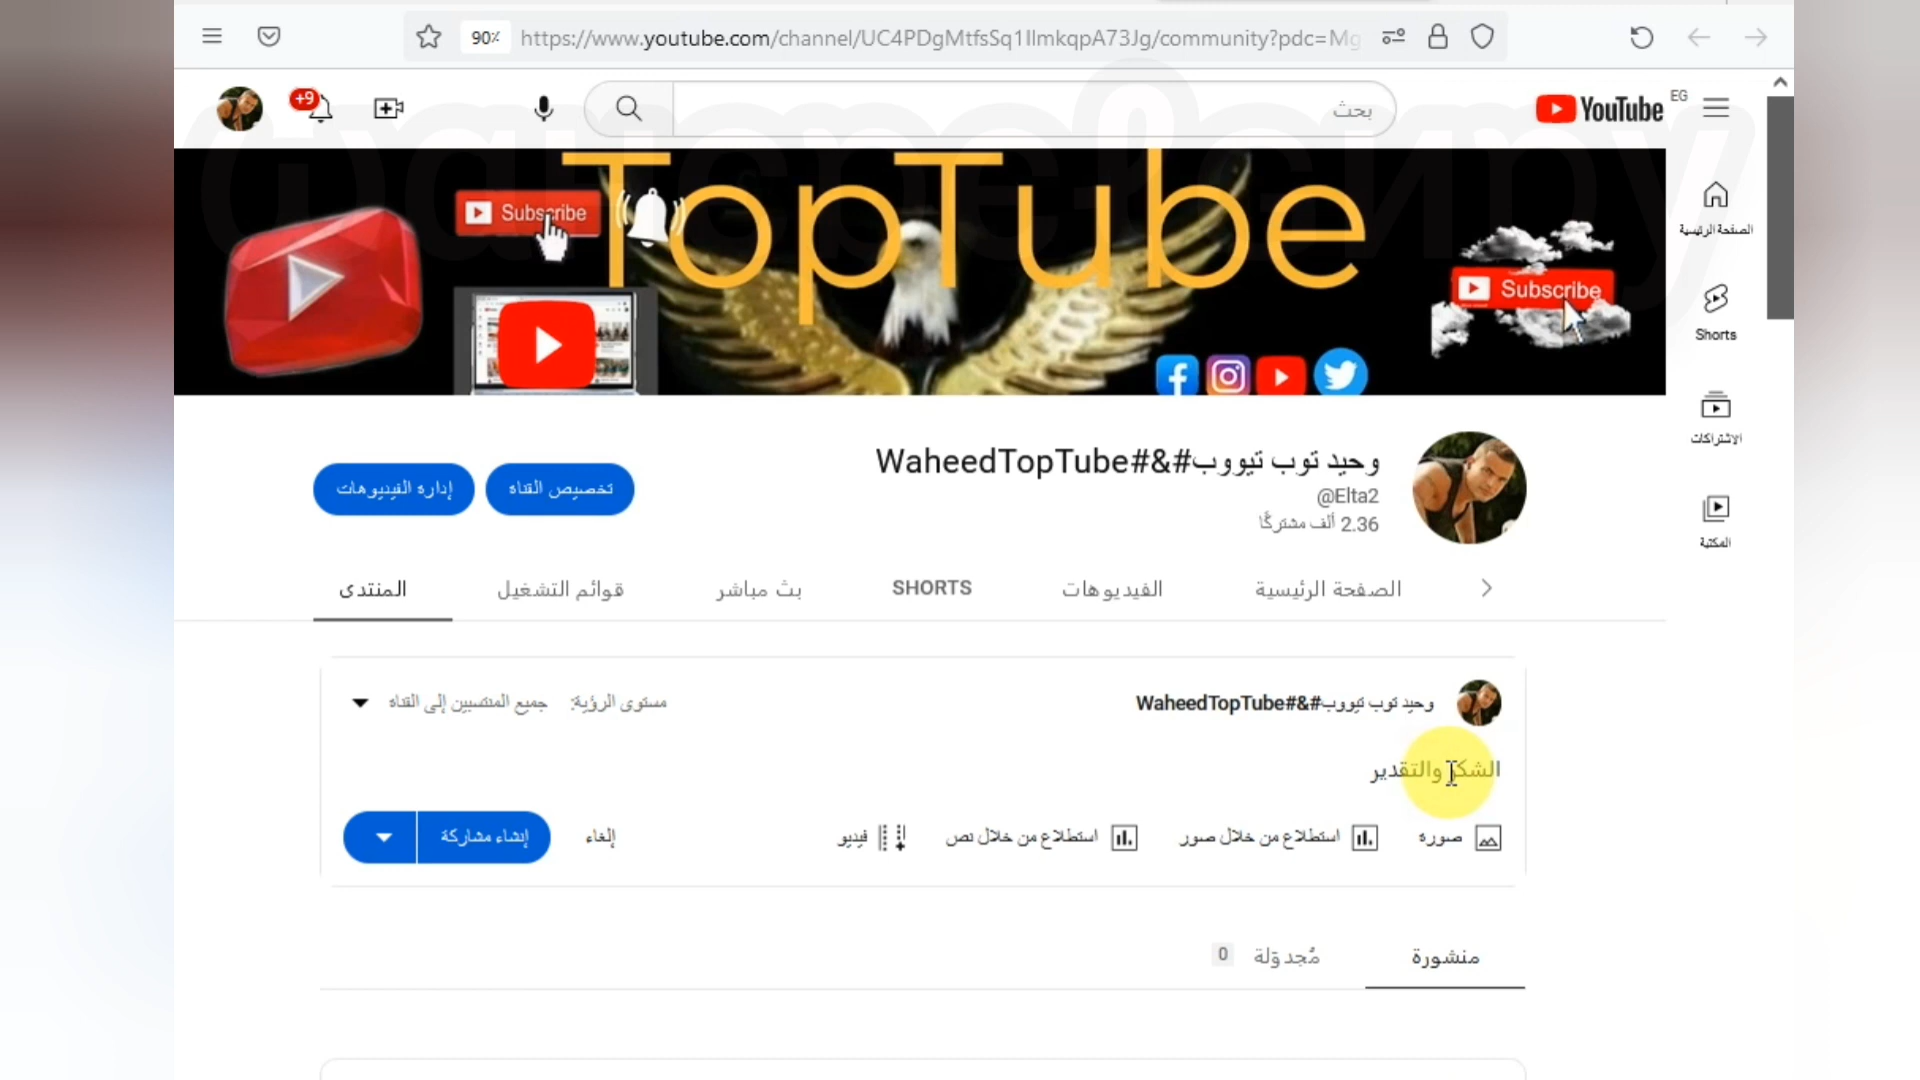 90٪ https://www.youtube.com/channel/UC4PDgMtfsSq1IlmkqpA73Jg/community?pdc=Mg
+9
بحث
YouTube EG
TopTube
Subscribe
Subscribe
الصفحة الرئيسية
Shorts
الاشتراكات
المكتبة
وحيد توب تيووب#&#WaheedTopTube
@Elta2
2.36 ألف مشتركًا
تخصيص القناة
إدارة الفيديوهات
الصفحة الرئيسية
الفيديوهات
SHORTS
بث مباشر
قوائم التشغيل
المنتدى
وحيد توب تيووب#&#WaheedTopTube
مستوى الرؤية: جميع المنتسبين إلى القناة
الشكر والتقدير
صورة
استطلاع من خلال صور
استطلاع من خلال نص
فيديو
إلغاء
إنشاء مشاركة
منشورة
مُجدوَلة 0